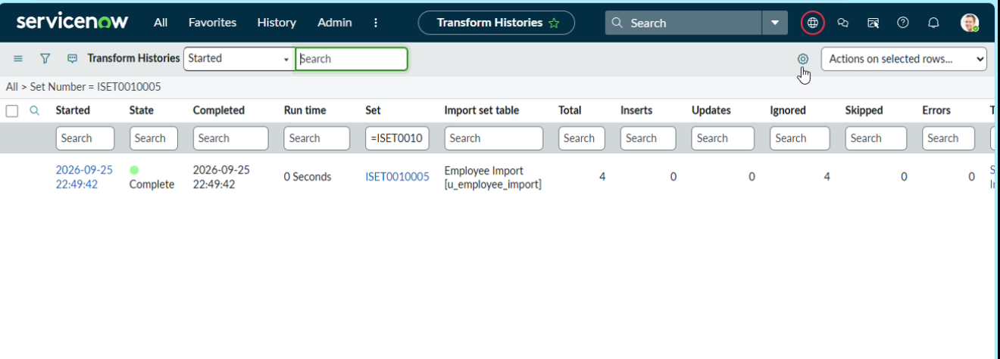 servicenow All Favorites History Admin Transform Histories Search
Transform Histories Started Search Actions on selected rows...
All > Set Number = ISET0010005
Started State Completed Run time Set Import set table Total Inserts Updates Ignored Skipped Errors
Search Search Search Search =ISET0010 Search Search Search Search Search Search Search
2026-09-25 22:49:42 Complete 2026-09-25 22:49:42 0 Seconds ISET0010005 Employee Import [u_employee_import] 4 0 0 4 0 0